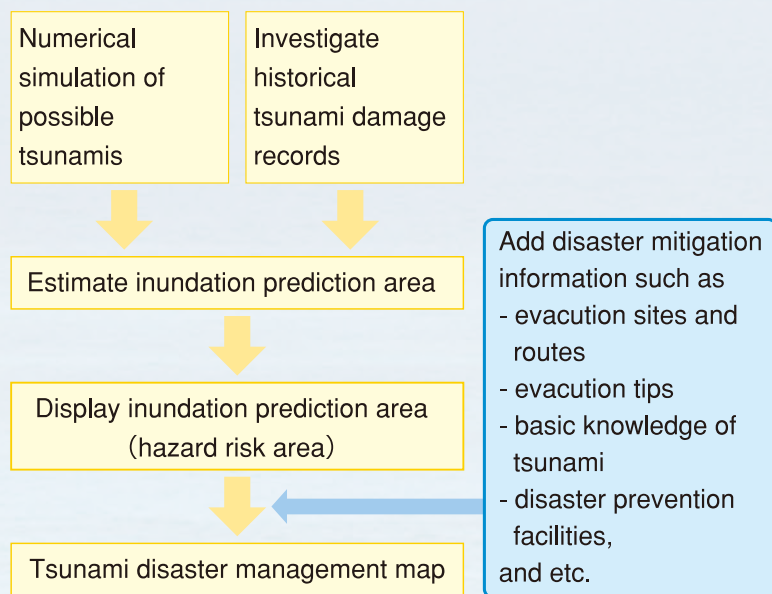 Numerical
simulation of
possible
tsunamis
Investigate
historical
tsunami damage
records
Estimate inundation prediction area
Display inundation prediction area
（hazard risk area）
Tsunami disaster management map
Add disaster mitigation
information such as
- evacution sites and
routes
- evacution tips
- basic knowledge of
tsunami
- disaster prevention
facilities,
and etc.